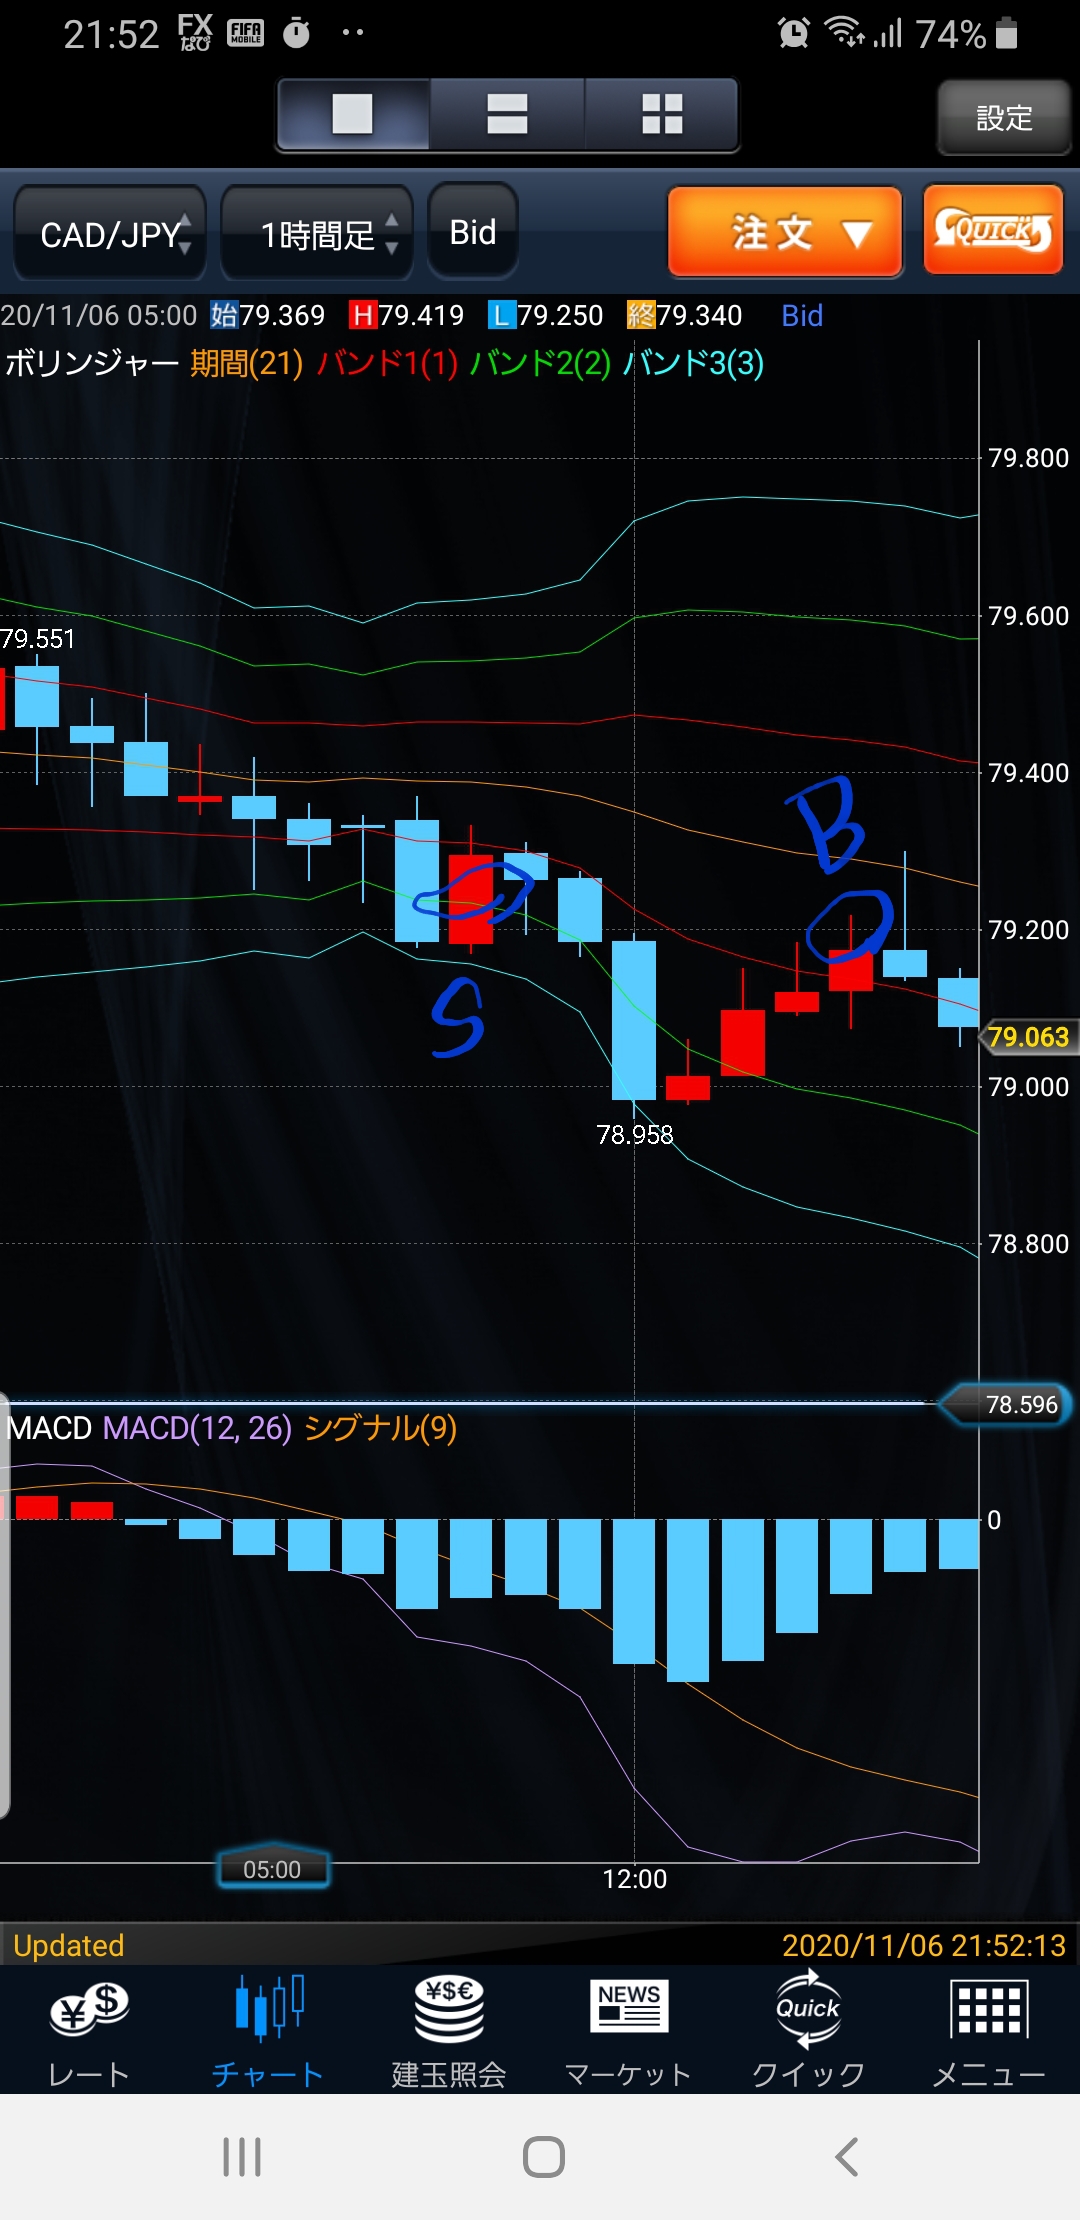 21:52 FX なび FIFA MOBILE 74%
設定
CAD/JPY 1時間足 Bid 注文 ▼ QUICK
20/11/06 05:00 始79.369 H79.419 L79.250 終79.340 Bid
ボリンジャー 期間(21) バンド1(1) バンド2(2) バンド3(3)
79.800
79.600
79.551
79.400
B
79.200
S
79.063
79.000
78.958
78.800
78.596
MACD MACD(12, 26) シグナル(9)
0
05:00
12:00
Updated 2020/11/06 21:52:13
¥$ ¥$€ NEWS Quick
レート チャート 建玉照会 マーケット クイック メニュー